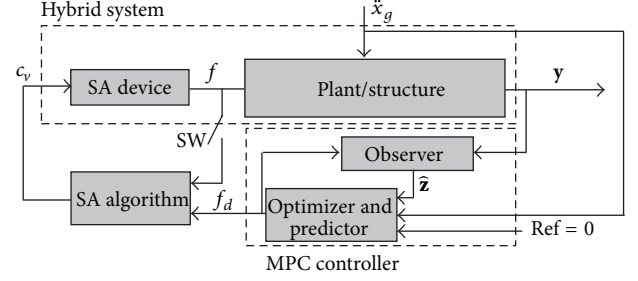 Hybrid system
ẍ_g
c_v
SA device
f
Plant/structure
y
SW
Observer
ẑ
SA algorithm
f_d
Optimizer and
predictor
Ref = 0
MPC controller